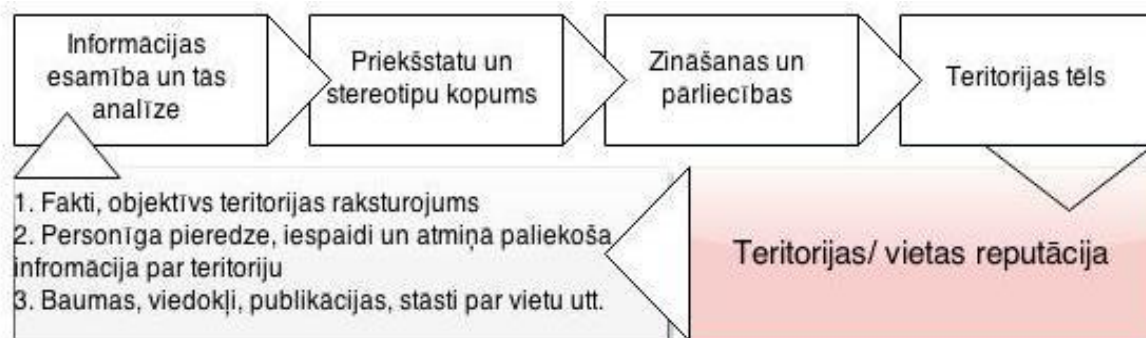 Informācijas
esamība un tās
analīze
Priekšstatu un
stereotipu kopums
Zināšanas un
pārliecības
Teritorijas tēls
1. Fakti, objektīvs teritorijas raksturojums
2. Personīga pieredze, iespaidi un atmiņā paliekoša
infromācija par teritoriju
3. Baumas, viedokļi, publikācijas, stāsti par vietu utt.
Teritorijas/ vietas reputācija